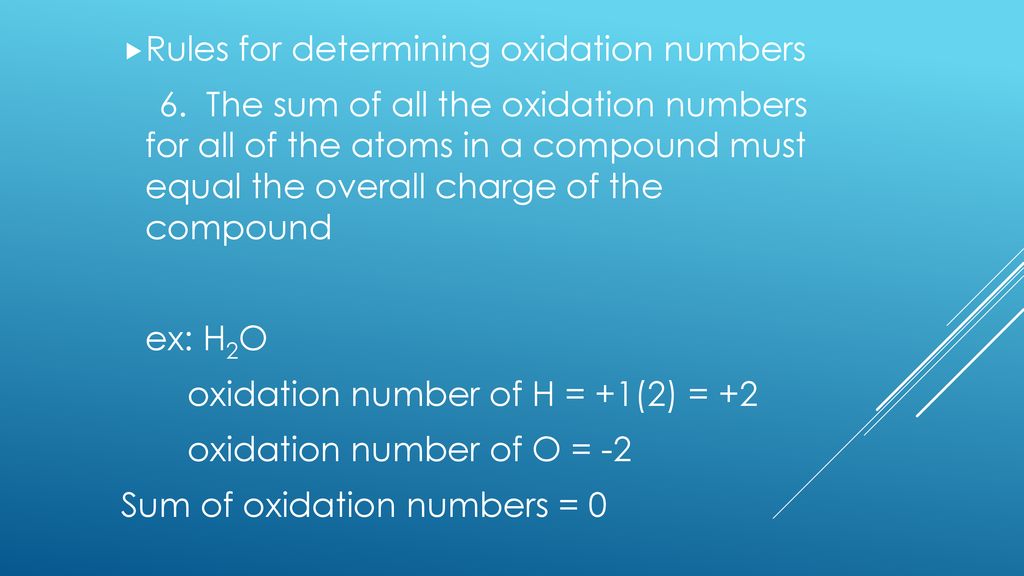 ▶Rules for determining oxidation numbers
6. The sum of all the oxidation numbers
for all of the atoms in a compound must
equal the overall charge of the
compound
ex: H₂O
oxidation number of H = +1(2) = +2
oxidation number of O = -2
Sum of oxidation numbers = 0